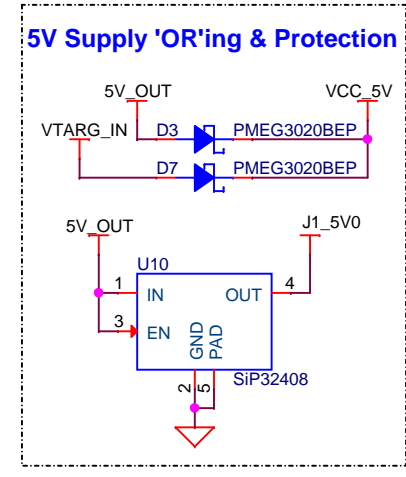 5V Supply 'OR'ing & Protection
5V_OUT
VCC_5V
VTARG_IN
D3
PMEG3020BEP
D7
PMEG3020BEP
5V_OUT
J1_5V0
U10
1
IN
OUT
4
3
EN
GND
PAD
2
5
SiP32408